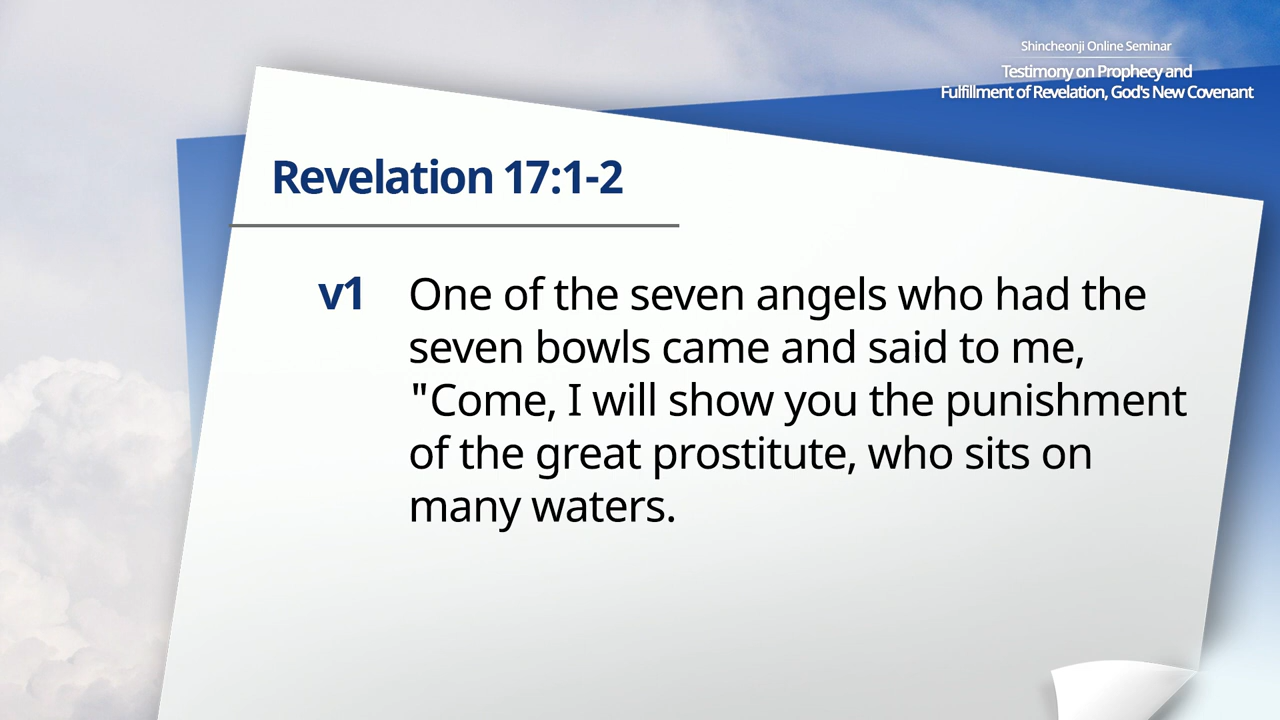 Shincheonji Online Seminar
Testimony on Prophecy and
Fulfillment of Revelation, God's New Covenant
Revelation 17:1-2
v1 One of the seven angels who had the
seven bowls came and said to me,
"Come, I will show you the punishment
of the great prostitute, who sits on
many waters.